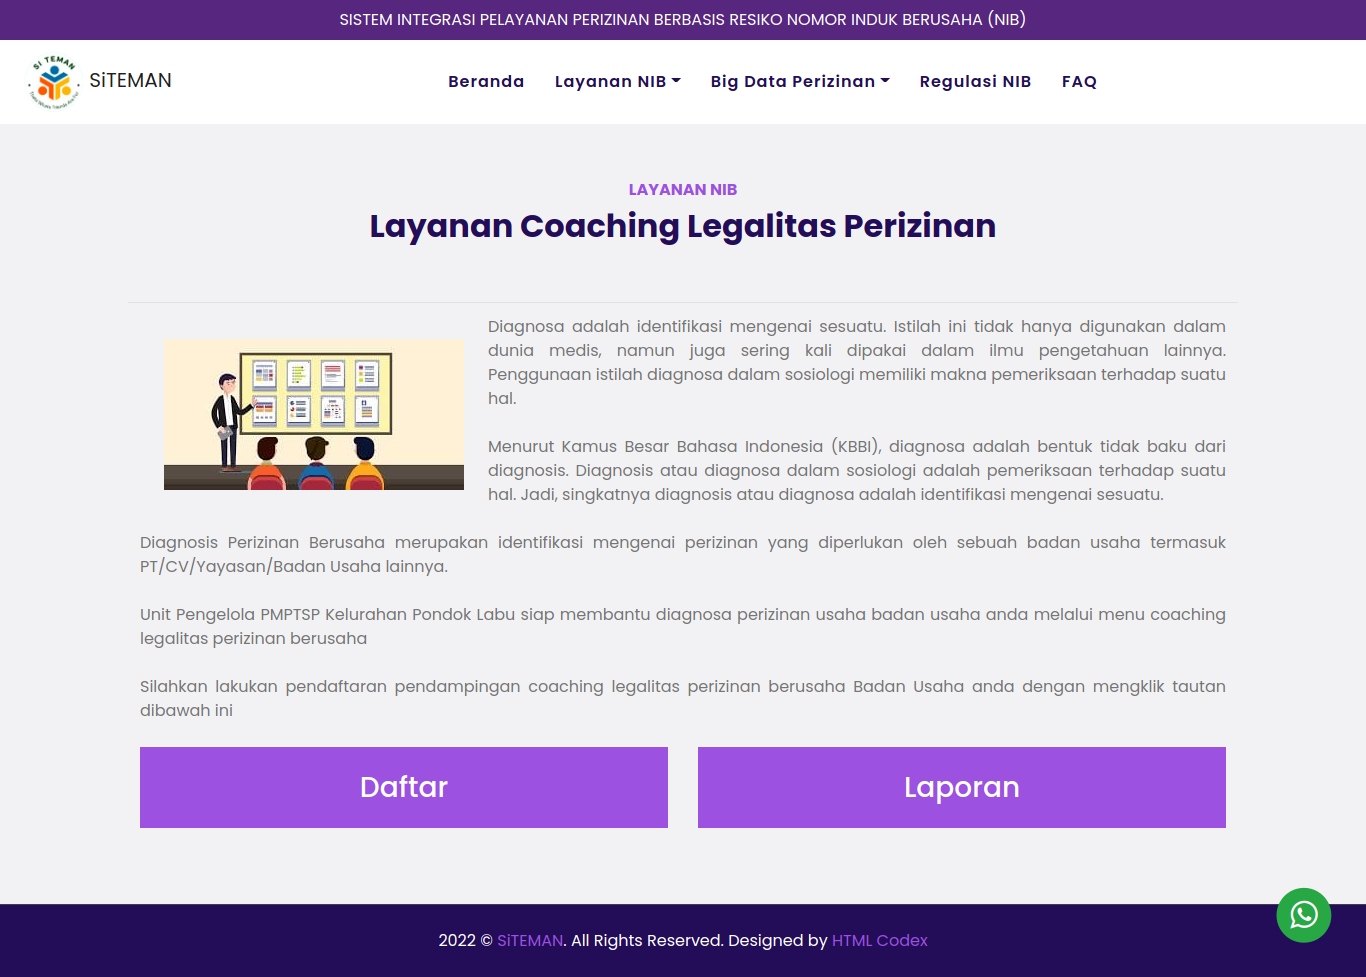 SISTEM INTEGRASI PELAYANAN PERIZINAN BERBASIS RESIKO NOMOR INDUK BERUSAHA (NIB)
SI TEMAN
SiTEMAN
Beranda
Layanan NIB
Big Data Perizinan
Regulasi NIB
FAQ
LAYANAN NIB
Layanan Coaching Legalitas Perizinan
Diagnosa adalah identifikasi mengenai sesuatu. Istilah ini tidak hanya digunakan dalam
dunia medis, namun juga sering kali dipakai dalam ilmu pengetahuan lainnya.
Penggunaan istilah diagnosa dalam sosiologi memiliki makna pemeriksaan terhadap suatu
hal.
Menurut Kamus Besar Bahasa Indonesia (KBBI), diagnosa adalah bentuk tidak baku dari
diagnosis. Diagnosis atau diagnosa dalam sosiologi adalah pemeriksaan terhadap suatu
hal. Jadi, singkatnya diagnosis atau diagnosa adalah identifikasi mengenai sesuatu.
Diagnosis Perizinan Berusaha merupakan identifikasi mengenai perizinan yang diperlukan oleh sebuah badan usaha termasuk
PT/CV/Yayasan/Badan Usaha lainnya.
Unit Pengelola PMPTSP Kelurahan Pondok Labu siap membantu diagnosa perizinan usaha badan usaha anda melalui menu coaching
legalitas perizinan berusaha
Silahkan lakukan pendaftaran pendampingan coaching legalitas perizinan berusaha Badan Usaha anda dengan mengklik tautan
dibawah ini
Daftar
Laporan
2022 © SiTEMAN. All Rights Reserved. Designed by HTML Codex